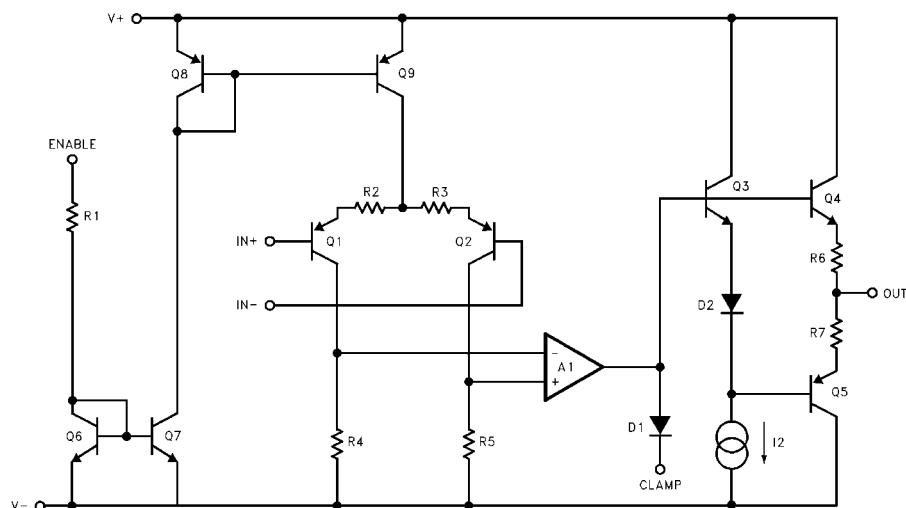 V+
Q8
Q9
ENABLE
R1
R2
R3
Q3
Q4
IN+
Q1
Q2
R6
IN-
OUT
D2
R7
A1
-
+
Q5
Q6
Q7
R4
R5
D1
I2
CLAMP
V-